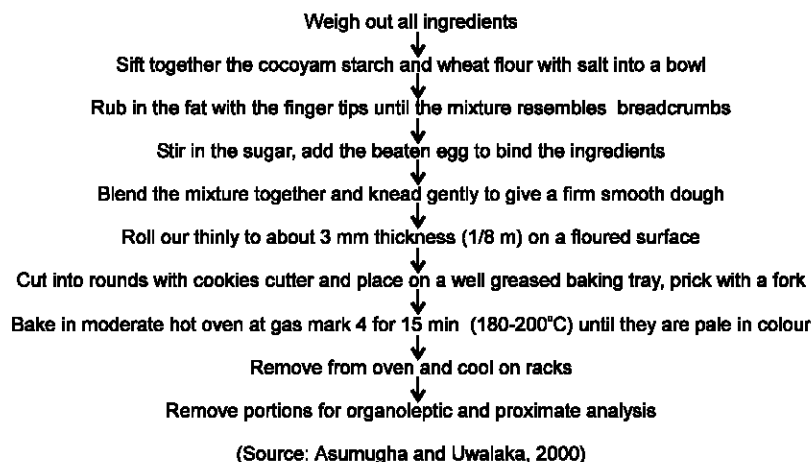 Weigh out all ingredients
Sift together the cocoyam starch and wheat flour with salt into a bowl
Rub in the fat with the finger tips until the mixture resembles breadcrumbs
Stir in the sugar, add the beaten egg to bind the ingredients
Blend the mixture together and knead gently to give a firm smooth dough
Roll our thinly to about 3 mm thickness (1/8 m) on a floured surface
Cut into rounds with cookies cutter and place on a well greased baking tray, prick with a fork
Bake in moderate hot oven at gas mark 4 for 15 min (180-200°C) until they are pale in colour
Remove from oven and cool on racks
Remove portions for organoleptic and proximate analysis
(Source: Asumugha and Uwalaka, 2000)